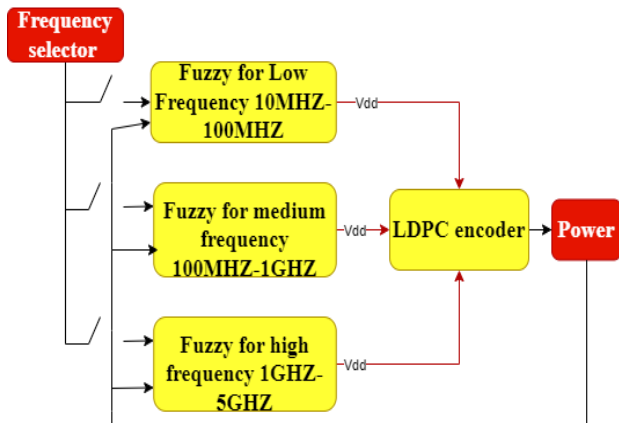 Frequency
selector
Fuzzy for Low
Frequency 10MHZ-
100MHZ
Vdd
Fuzzy for medium
frequency
100MHZ-1GHZ
Vdd
LDPC encoder
Power
Fuzzy for high
frequency 1GHZ-
5GHZ
Vdd